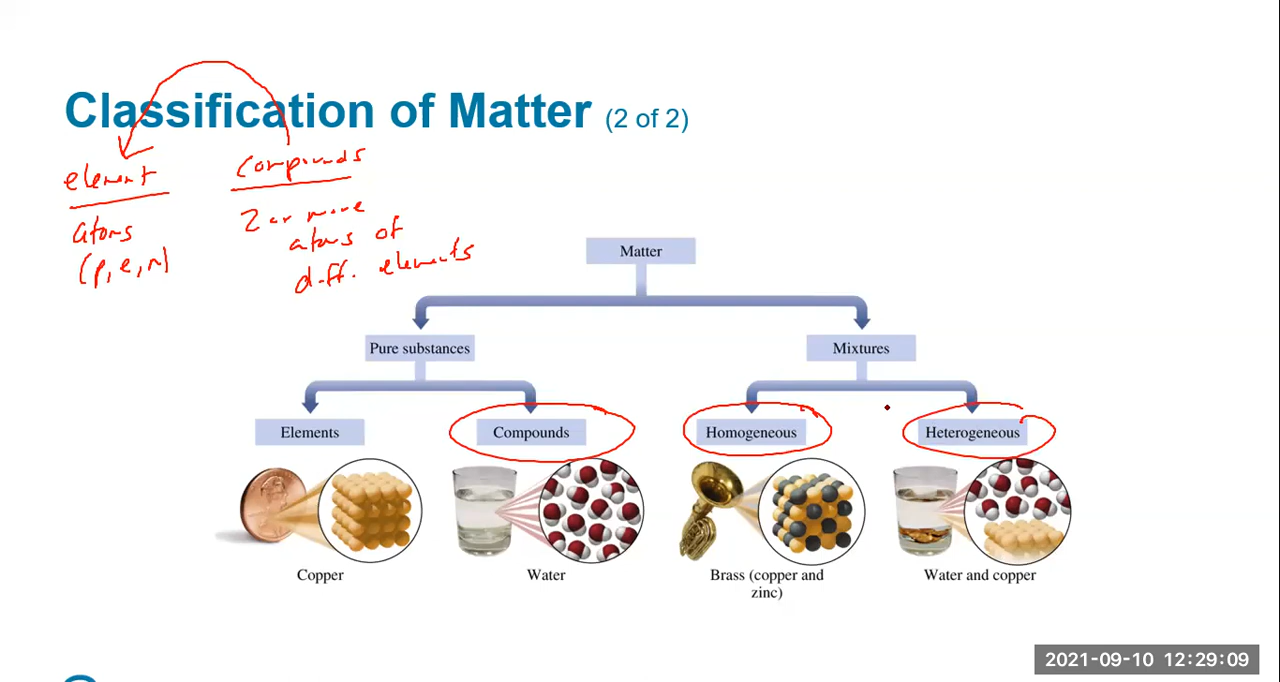 Classification of Matter (2 of 2)
element
atoms
(p, e, n)
compounds
2 or more
atoms of
diff. elements
Matter
Pure substances
Mixtures
Elements
Compounds
Homogeneous
Heterogeneous
Copper
Water
Brass (copper and
zinc)
Water and copper
2021-09-10 12:29:09